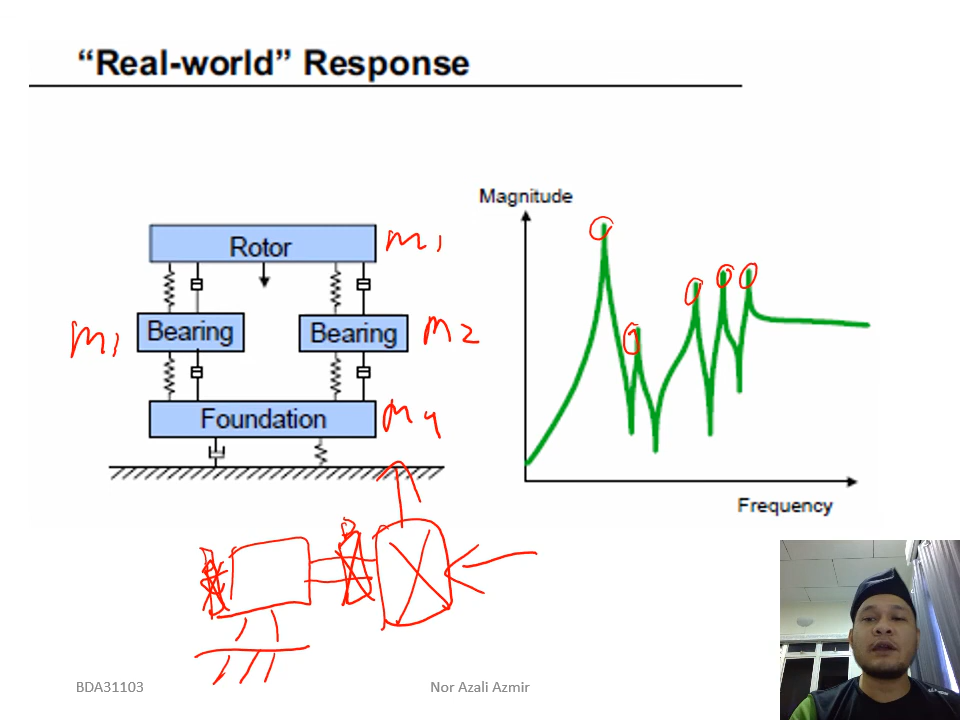 “Real-world” Response
Magnitude
Rotor
m1
m1
Bearing
Bearing
m2
Foundation
m4
Frequency
BDA31103
Nor Azali Azmir